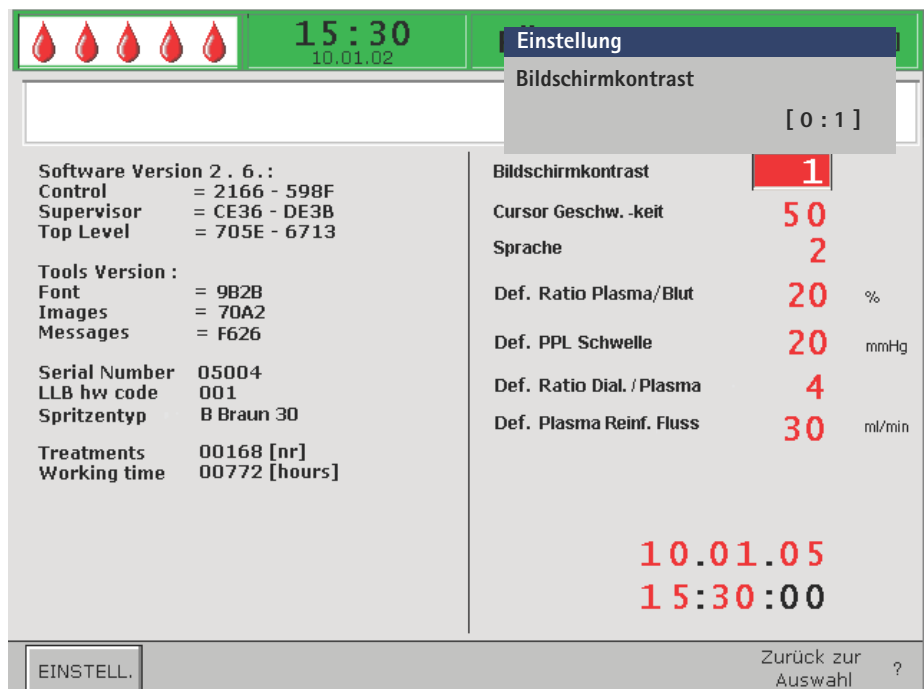 15:30
10.01.02
Einstellung
Bildschirmkontrast
[ 0 : 1 ]
Software Version 2 . 6 . :
Control = 2166 - 598F
Supervisor = CE36 - DE3B
Top Level = 705E - 6713
Tools Version :
Font = 9B2B
Images = 70A2
Messages = F626
Serial Number 05004
LLB hw code 001
Spritzentyp B Braun 30
Treatments 00168 [nr]
Working time 00772 [hours]
Bildschirmkontrast 1
Cursor Geschw. -keit 50
Sprache 2
Def. Ratio Plasma/Blut 20 %
Def. PPL Schwelle 20 mmHg
Def. Ratio Dial. /Plasma 4
Def. Plasma Reinf. Fluss 30 ml/min
10.01.05
15:30:00
EINSTELL.
Zurück zur
Auswahl ?